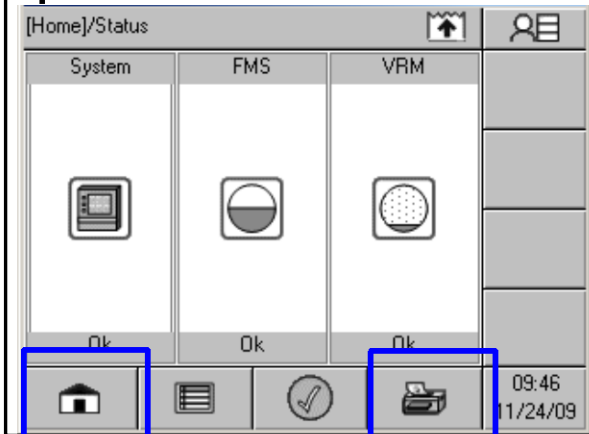 [Home]/Status
System FMS VRM
Ok Ok Ok
09:46
11/24/09